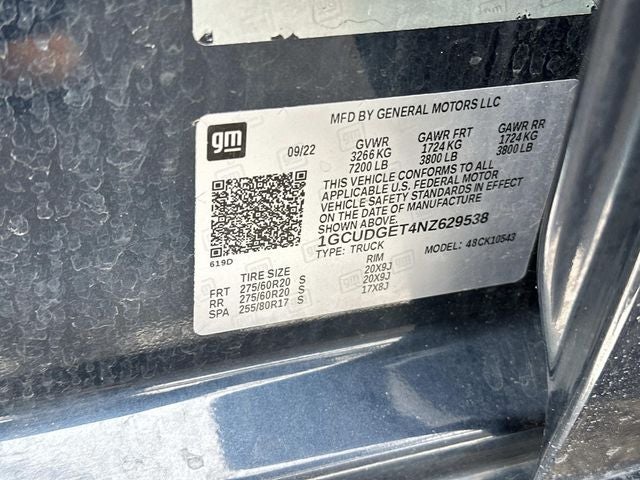 MFD BY GENERAL MOTORS LLC
gm
09/22
GVWR GAWR FRT GAWR RR
3266 KG 1724 KG 1724 KG
7200 LB 3800 LB 3800 LB
THIS VEHICLE CONFORMS TO ALL
APPLICABLE U.S. FEDERAL MOTOR
VEHICLE SAFETY STANDARDS IN EFFECT
ON THE DATE OF MANUFACTURE
SHOWN ABOVE.
1GCUDGET4NZ629538
TYPE: TRUCK MODEL: 48CK10543
619D
TIRE SIZE RIM
FRT 275/60R20 S 20X9J
RR 275/60R20 S 20X9J
SPA 255/80R17 S 17X8J